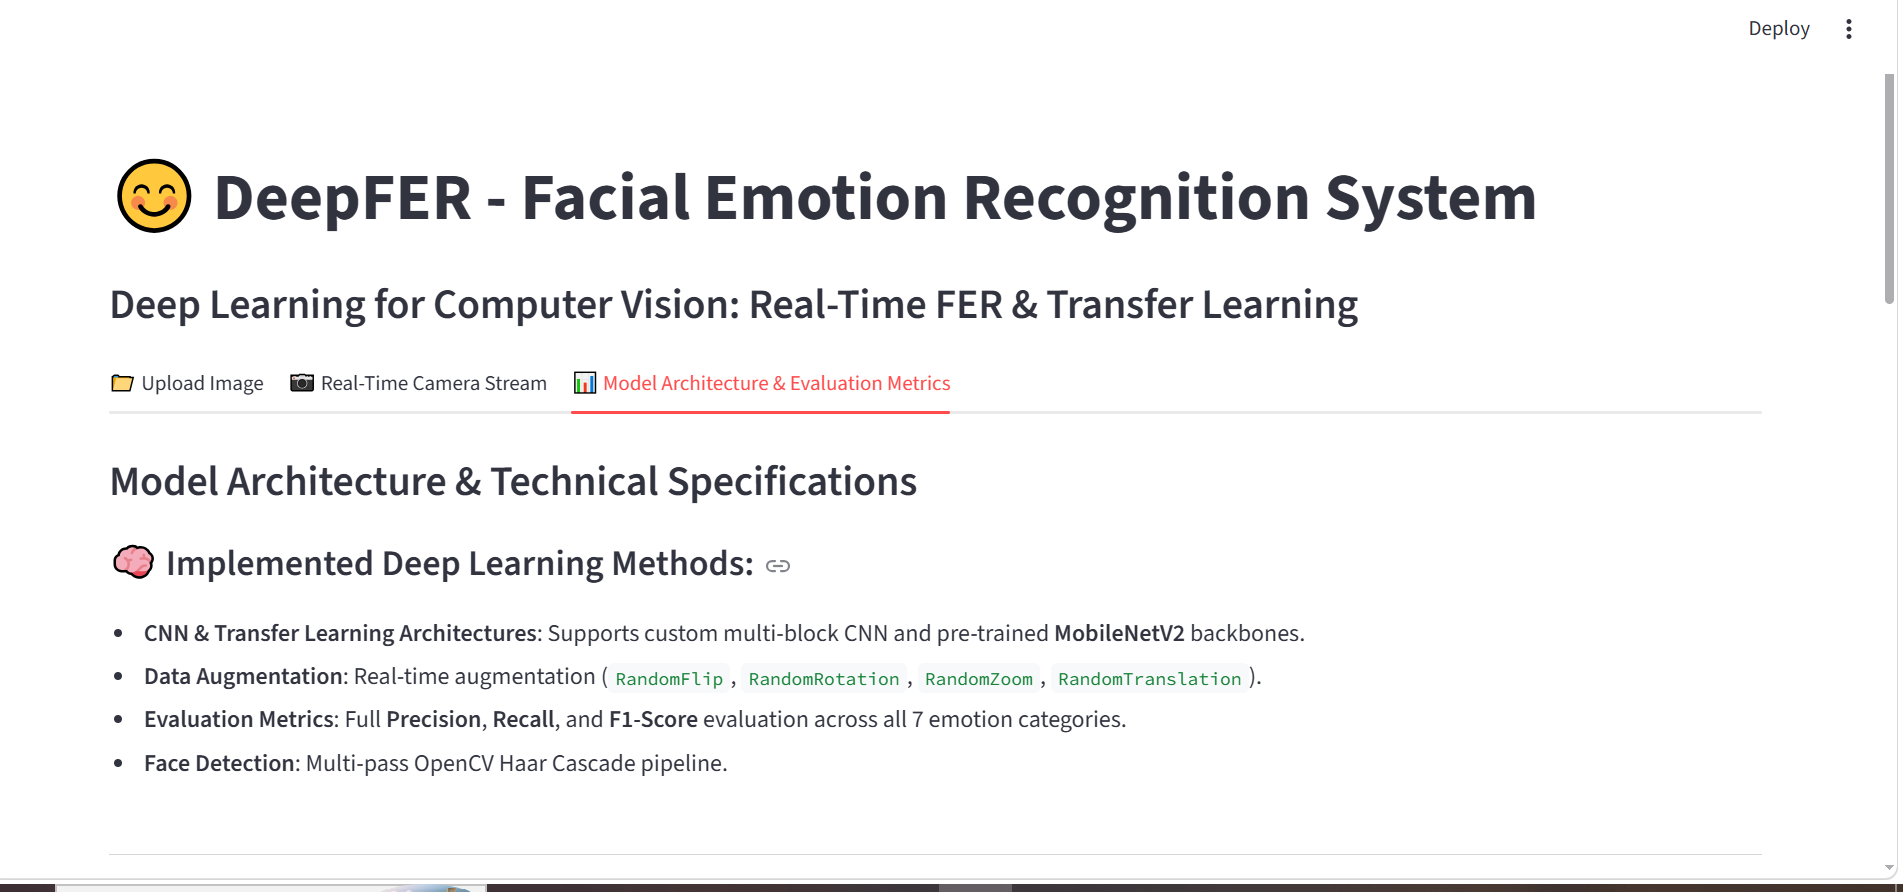 Deploy
DeepFER - Facial Emotion Recognition System
Deep Learning for Computer Vision: Real-Time FER & Transfer Learning
Upload Image Real-Time Camera Stream Model Architecture & Evaluation Metrics
Model Architecture & Technical Specifications
Implemented Deep Learning Methods:
CNN & Transfer Learning Architectures: Supports custom multi-block CNN and pre-trained MobileNetV2 backbones.
Data Augmentation: Real-time augmentation ( RandomFlip , RandomRotation , RandomZoom , RandomTranslation ).
Evaluation Metrics: Full Precision, Recall, and F1-Score evaluation across all 7 emotion categories.
Face Detection: Multi-pass OpenCV Haar Cascade pipeline.